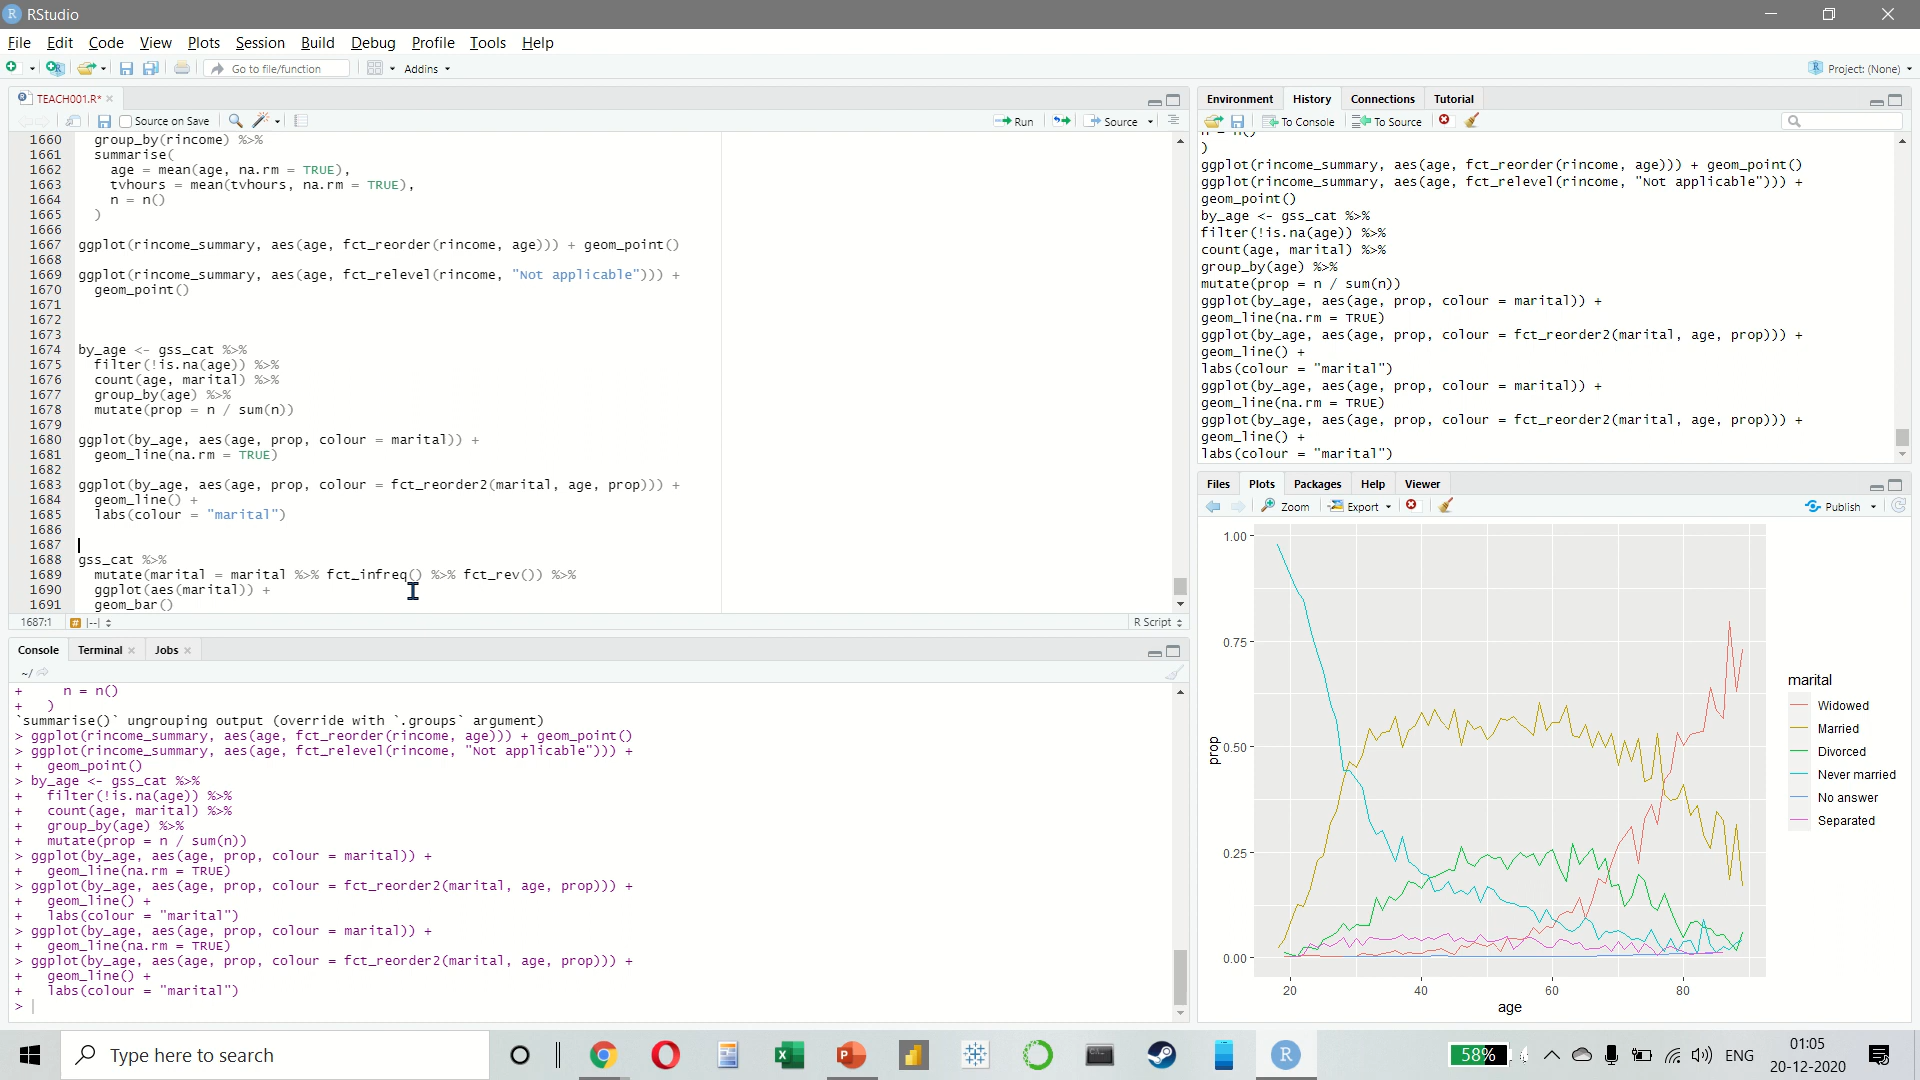 RStudio
File Edit Code View Plots Session Build Debug Profile Tools Help
Go to file/function Addins Project: (None)
TEACH001.R*
Source on Save Run Source
1660 group_by(rincome) %>%
1661 summarise(
1662 age = mean(age, na.rm = TRUE),
1663 tvhours = mean(tvhours, na.rm = TRUE),
1664 n = n()
1665 )
1666
1667 ggplot(rincome_summary, aes(age, fct_reorder(rincome, age))) + geom_point()
1668
1669 ggplot(rincome_summary, aes(age, fct_relevel(rincome, "Not applicable"))) +
1670 geom_point()
1671
1672
1673
1674 by_age <- gss_cat %>%
1675 filter(!is.na(age)) %>%
1676 count(age, marital) %>%
1677 group_by(age) %>%
1678 mutate(prop = n / sum(n))
1679
1680 ggplot(by_age, aes(age, prop, colour = marital)) +
1681 geom_line(na.rm = TRUE)
1682
1683 ggplot(by_age, aes(age, prop, colour = fct_reorder2(marital, age, prop))) +
1684 geom_line() +
1685 labs(colour = "marital")
1686
1687
1688 gss_cat %>%
1689 mutate(marital = marital %>% fct_infreq() %>% fct_rev()) %>%
1690 ggplot(aes(marital)) +
1691 geom_bar()
1687:1 R Script
Console Terminal Jobs
~/
+ n = n()
+ )
`summarise()` ungrouping output (override with `.groups` argument)
> ggplot(rincome_summary, aes(age, fct_reorder(rincome, age))) + geom_point()
> ggplot(rincome_summary, aes(age, fct_relevel(rincome, "Not applicable"))) +
+ geom_point()
> by_age <- gss_cat %>%
+ filter(!is.na(age)) %>%
+ count(age, marital) %>%
+ group_by(age) %>%
+ mutate(prop = n / sum(n))
> ggplot(by_age, aes(age, prop, colour = marital)) +
+ geom_line(na.rm = TRUE)
> ggplot(by_age, aes(age, prop, colour = fct_reorder2(marital, age, prop))) +
+ geom_line() +
+ labs(colour = "marital")
> ggplot(by_age, aes(age, prop, colour = marital)) +
+ geom_line(na.rm = TRUE)
> ggplot(by_age, aes(age, prop, colour = fct_reorder2(marital, age, prop))) +
+ geom_line() +
+ labs(colour = "marital")
>
Environment History Connections Tutorial
To Console To Source
)
ggplot(rincome_summary, aes(age, fct_reorder(rincome, age))) + geom_point()
ggplot(rincome_summary, aes(age, fct_relevel(rincome, "Not applicable"))) +
geom_point()
by_age <- gss_cat %>%
filter(!is.na(age)) %>%
count(age, marital) %>%
group_by(age) %>%
mutate(prop = n / sum(n))
ggplot(by_age, aes(age, prop, colour = marital)) +
geom_line(na.rm = TRUE)
ggplot(by_age, aes(age, prop, colour = fct_reorder2(marital, age, prop))) +
geom_line() +
labs(colour = "marital")
ggplot(by_age, aes(age, prop, colour = marital)) +
geom_line(na.rm = TRUE)
ggplot(by_age, aes(age, prop, colour = fct_reorder2(marital, age, prop))) +
geom_line() +
labs(colour = "marital")
Files Plots Packages Help Viewer
Zoom Export Publish
1.00
0.75
0.50
0.25
0.00
prop
20 40 60 80
age
marital
Widowed
Married
Divorced
Never married
No answer
Separated
Type here to search
58%
ENG
01:05
20-12-2020